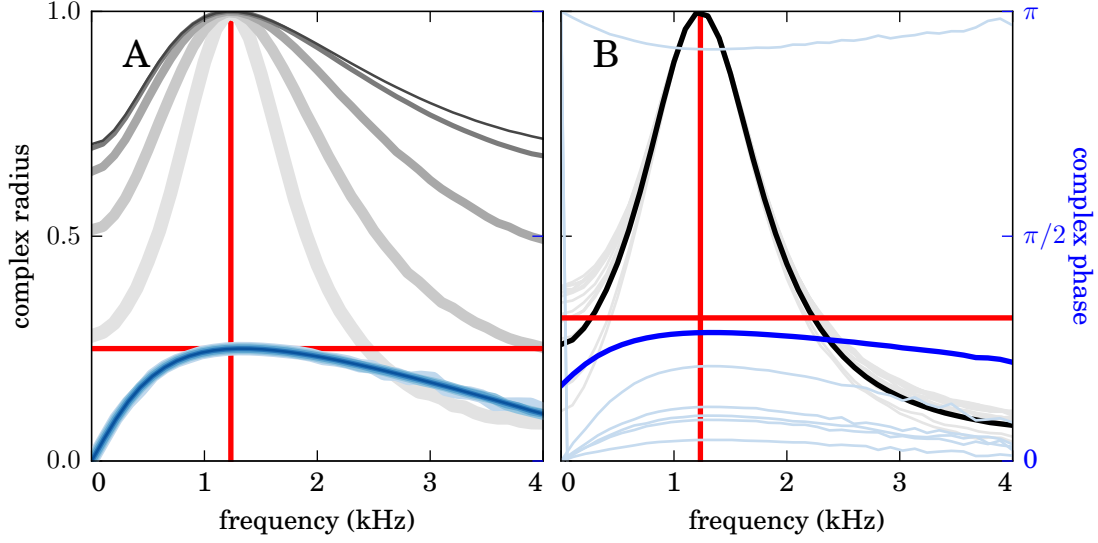 1.0
A
B
π
complex radius
0.5
π/2
complex phase
0.0
0
0 1 2 3 4
0 1 2 3 4
frequency (kHz)
frequency (kHz)